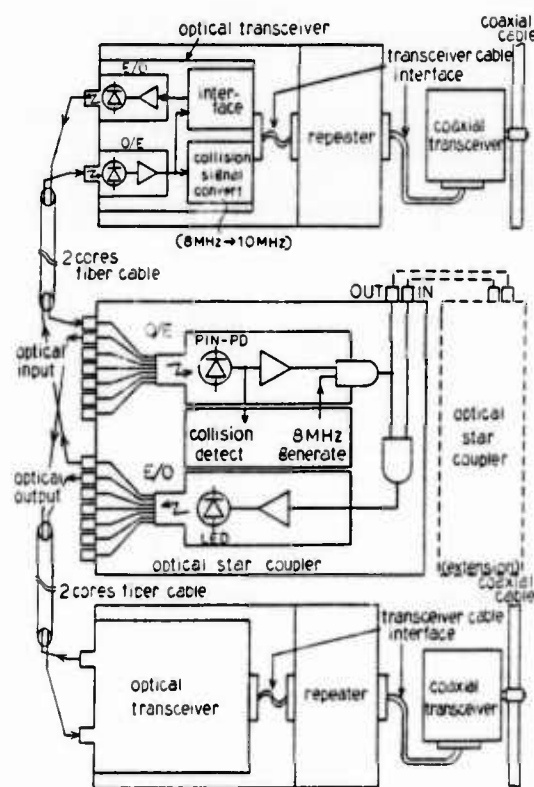 optical transceiver
coaxial
cable
E/O
inter-
face
transceiver cable
interface
repeater
coaxial
transceiver
O/E
collision
signal
convert
(8MHz→10MHz)
2 cores
fiber cable
OUT IN
optical
input
O/E
PIN-PD
collision
detect
8MHz
Generate
optical
star
coupler
optical
output
E/O
LED
optical star coupler
(extension)
coaxial
cable
2 cores fiber cable
transceiver cable
interface
optical
transceiver
repeater
coaxial
transceiver